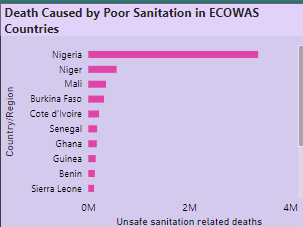 Death Caused by Poor Sanitation in ECOWAS
Countries
Country/Region
Nigeria
Niger
Mali
Burkina Faso
Cote d'Ivoire
Senegal
Ghana
Guinea
Benin
Sierra Leone
0M 2M 4M
Unsafe sanitation related deaths